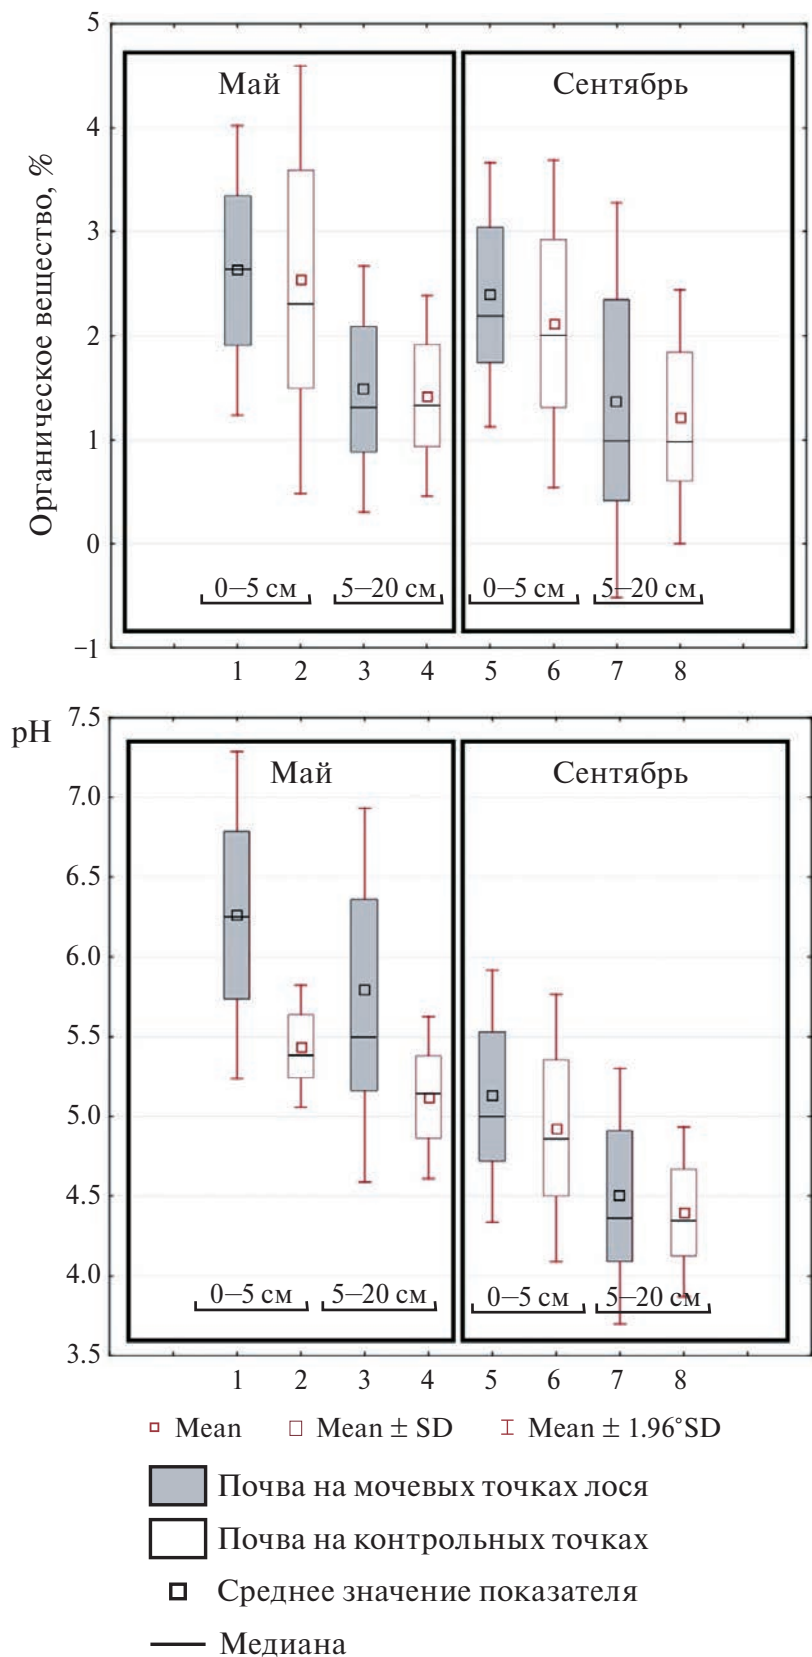 Органическое вещество, %
5
4
3
2
1
0
−1
Май
Сентябрь
0–5 см
5–20 см
0–5 см
5–20 см
1 2 3 4 5 6 7 8
pH
7.5
7.0
6.5
6.0
5.5
5.0
4.5
4.0
3.5
Май
Сентябрь
0–5 см
5–20 см
0–5 см
5–20 см
1 2 3 4 5 6 7 8
Mean Mean ± SD Mean ± 1.96°SD
Почва на мочевых точках лося
Почва на контрольных точках
Среднее значение показателя
Медиана